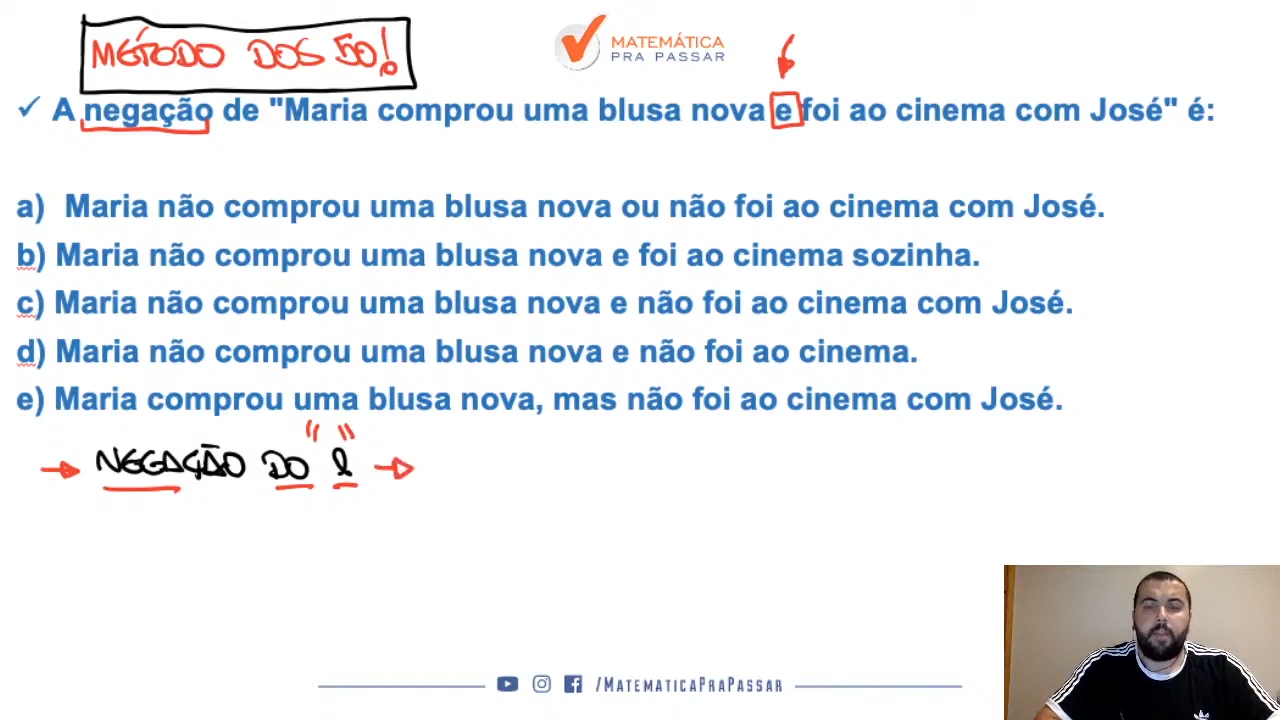 MÉTODO DOS 50!
MATEMÁTICA
PRA PASSAR
✓ A negação de "Maria comprou uma blusa nova e foi ao cinema com José" é:
a) Maria não comprou uma blusa nova ou não foi ao cinema com José.
b) Maria não comprou uma blusa nova e foi ao cinema sozinha.
c) Maria não comprou uma blusa nova e não foi ao cinema com José.
d) Maria não comprou uma blusa nova e não foi ao cinema.
e) Maria comprou uma blusa nova, mas não foi ao cinema com José.
→ NEGAÇÃO DO "e" →
/MATEMATICAPRAPASSAR